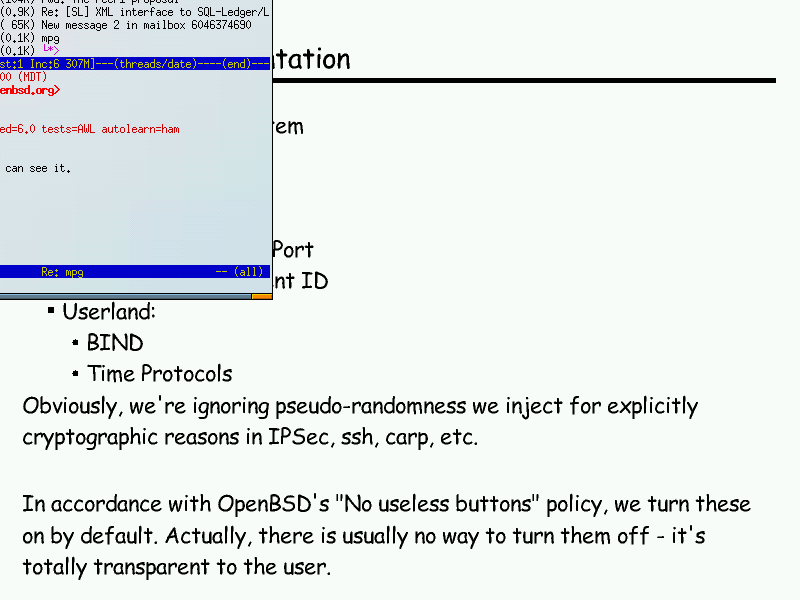 (0.9K) Re: [SL] XML interface to SQL-Ledger/L
( 65K) New message 2 in mailbox 6046374690
(0.1K) mpg
(0.1K) └*>
st:1 Inc:6 307M]---(threads/date)----(end)---
00 (MDT)
enbsd.org>
ed=6.0 tests=AWL autolearn=ham
can see it.
Re: mpg -- (all)
tation
tem
Port
nt ID
▪ Userland:
• BIND
• Time Protocols
Obviously, we're ignoring pseudo-randomness we inject for explicitly
cryptographic reasons in IPSec, ssh, carp, etc.
In accordance with OpenBSD's "No useless buttons" policy, we turn these
on by default. Actually, there is usually no way to turn them off - it's
totally transparent to the user.